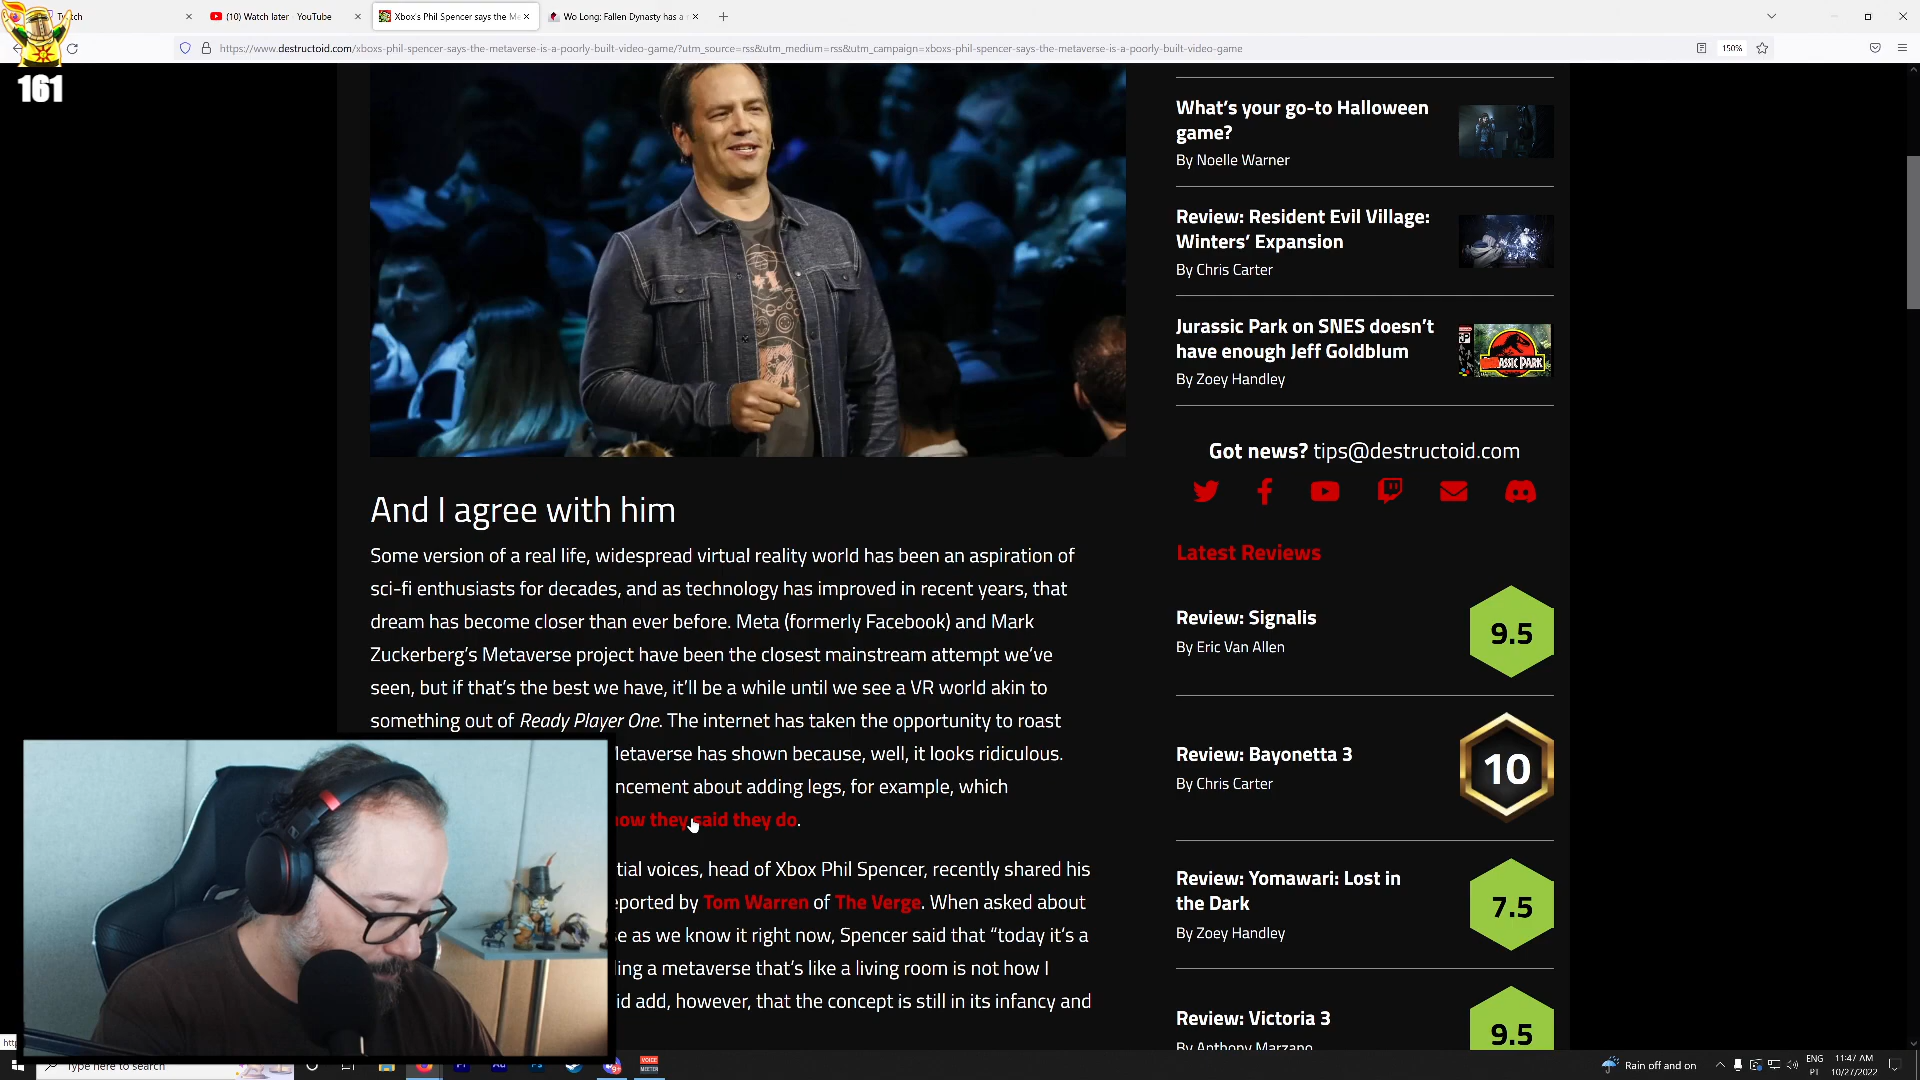 Twitch
(10) Watch later - YouTube
Xbox's Phil Spencer says the Me
Wo Long: Fallen Dynasty has a
https://www.destructoid.com/xboxs-phil-spencer-says-the-metaverse-is-a-poorly-built-video-game/?utm_source=rss&utm_medium=rss&utm_campaign=xboxs-phil-spencer-says-the-metaverse-is-a-poorly-built-video-game
150%
161
What's your go-to Halloween
game?
By Noelle Warner
Review: Resident Evil Village:
Winters' Expansion
By Chris Carter
Jurassic Park on SNES doesn't
have enough Jeff Goldblum
By Zoey Handley
JURASSIC PARK
Got news? tips@destructoid.com
And I agree with him
Some version of a real life, widespread virtual reality world has been an aspiration of
sci-fi enthusiasts for decades, and as technology has improved in recent years, that
dream has become closer than ever before. Meta (formerly Facebook) and Mark
Zuckerberg's Metaverse project have been the closest mainstream attempt we've
seen, but if that's the best we have, it'll be a while until we see a VR world akin to
something out of Ready Player One. The internet has taken the opportunity to roast
etaverse has shown because, well, it looks ridiculous.
ncement about adding legs, for example, which
how they said they do.
tial voices, head of Xbox Phil Spencer, recently shared his
eported by Tom Warren of The Verge. When asked about
e as we know it right now, Spencer said that "today it's a
ing a metaverse that's like a living room is not how I
id add, however, that the concept is still in its infancy and
Latest Reviews
Review: Signalis
By Eric Van Allen
9.5
Review: Bayonetta 3
By Chris Carter
10
Review: Yomawari: Lost in
the Dark
By Zoey Handley
7.5
Review: Victoria 3
By Anthony Marzano
9.5
Type here to search
VOICE
MEETER
Rain off and on
ENG
PT
11:47 AM
10/27/2022